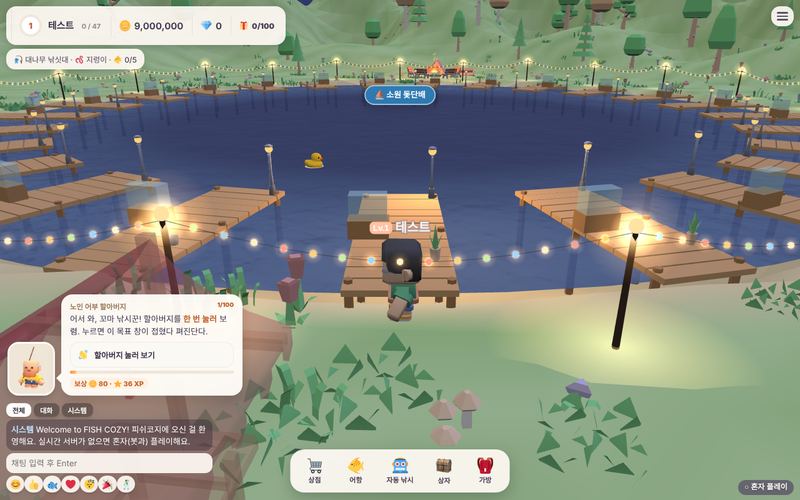 1 테스트 0 / 47 9,000,000 0 0/100
대나무 낚싯대 · 지렁이 · 0/5
소원 돛단배
Lv.1 테스트
노인 어부 할아버지 1/100
어서 와, 꼬마 낚시꾼! 할아버지를 한 번 눌러 보
렴. 누르면 이 목표 창이 접혔다 펴진단다.
할아버지 눌러 보기
보상 80 · 36 XP
전체 대화 시스템
시스템 Welcome to FISH COZY! 피쉬코지에 오신 걸 환
영해요. 실시간 서버가 없으면 혼자(봇과) 플레이해요.
채팅 입력 후 Enter
상점 어항 자동 낚시 상자 가방
혼자 플레이